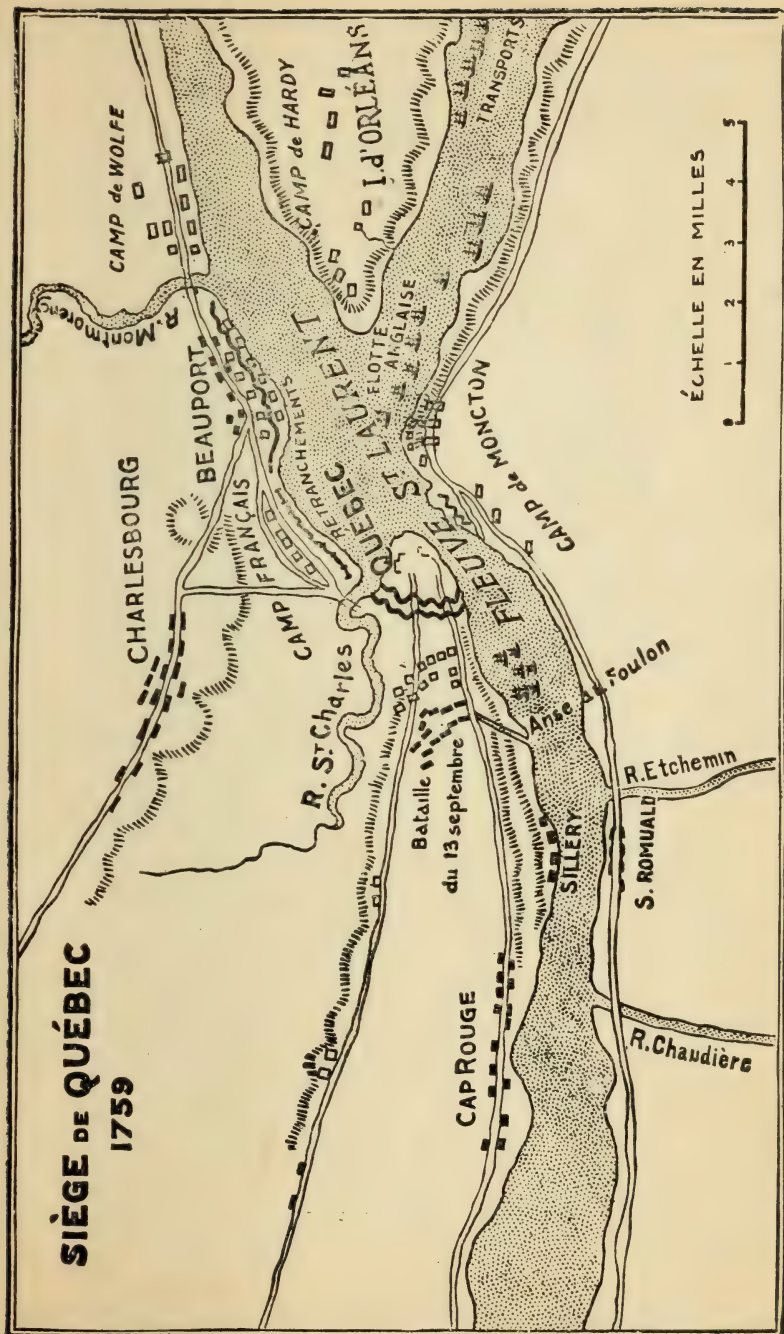 SIÈGE DE QUÉBEC
1759
CHARLESBOURG
BEAUPORT
R. Montmorency
CAMP de WOLFE
CAMP de HARDY
I. d'ORLÉANS
TRANSPORTS
FLOTTE
ANGLAISE
CAMP FRANÇAIS
RETRANCHEMENTS
QUÉBEC
FLEUVE ST LAURENT
CAMP de MONCTON
R. ST Charles
Bataille
du 13 septembre
Anse du Foulon
SILLERY
CAP ROUGE
R. Etchemin
S. ROMUALD
R. Chaudière
ÉCHELLE EN MILLES
0 1 2 3 4 5